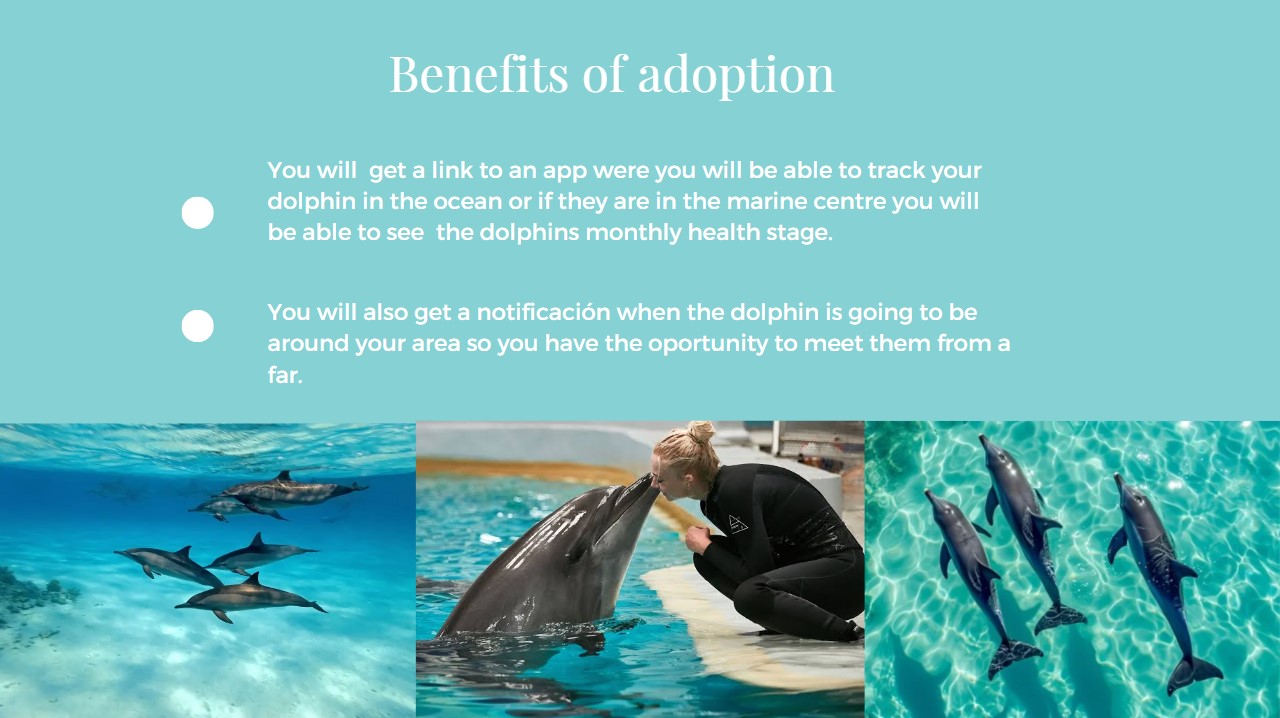 Benefits of adoption
You will  get a link to an app were you will be able to track your
dolphin in the ocean or if they are in the marine centre you will
be able to see  the dolphins monthly health stage.
You will also get a notificación when the dolphin is going to be
around your area so you have the oportunity to meet them from a
far.